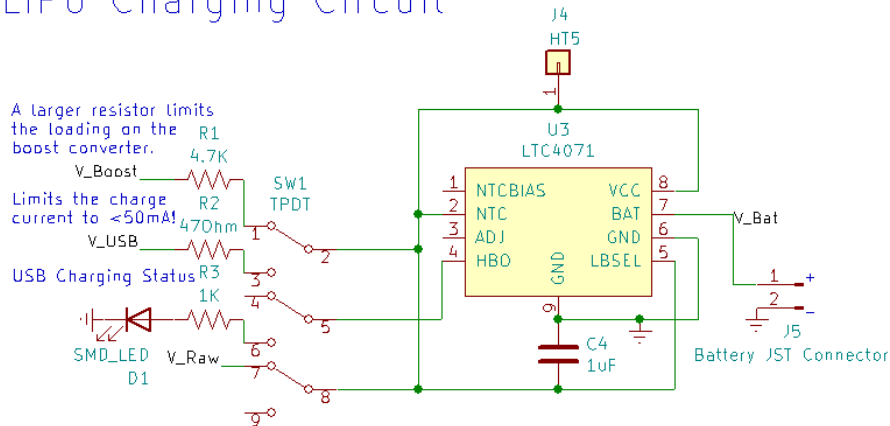 LiPo Charging Circuit
J4
HT5
1
A larger resistor limits
the loading on the
boost converter.
R1
4.7K
V_Boost
Limits the charge
current to <50mA!
R2
47Ohm
V_USB
USB Charging Status
R3
1K
SMD_LED
D1
V_Raw
SW1
TPDT
1
2
3
4
5
6
7
8
9
U3
LTC4071
1 NTCBIAS VCC 8
2 NTC BAT 7
3 ADJ GND 6
4 HBO LBSEL 5
GND
9
C4
1uF
V_Bat
1 +
2 -
J5
Battery JST Connector